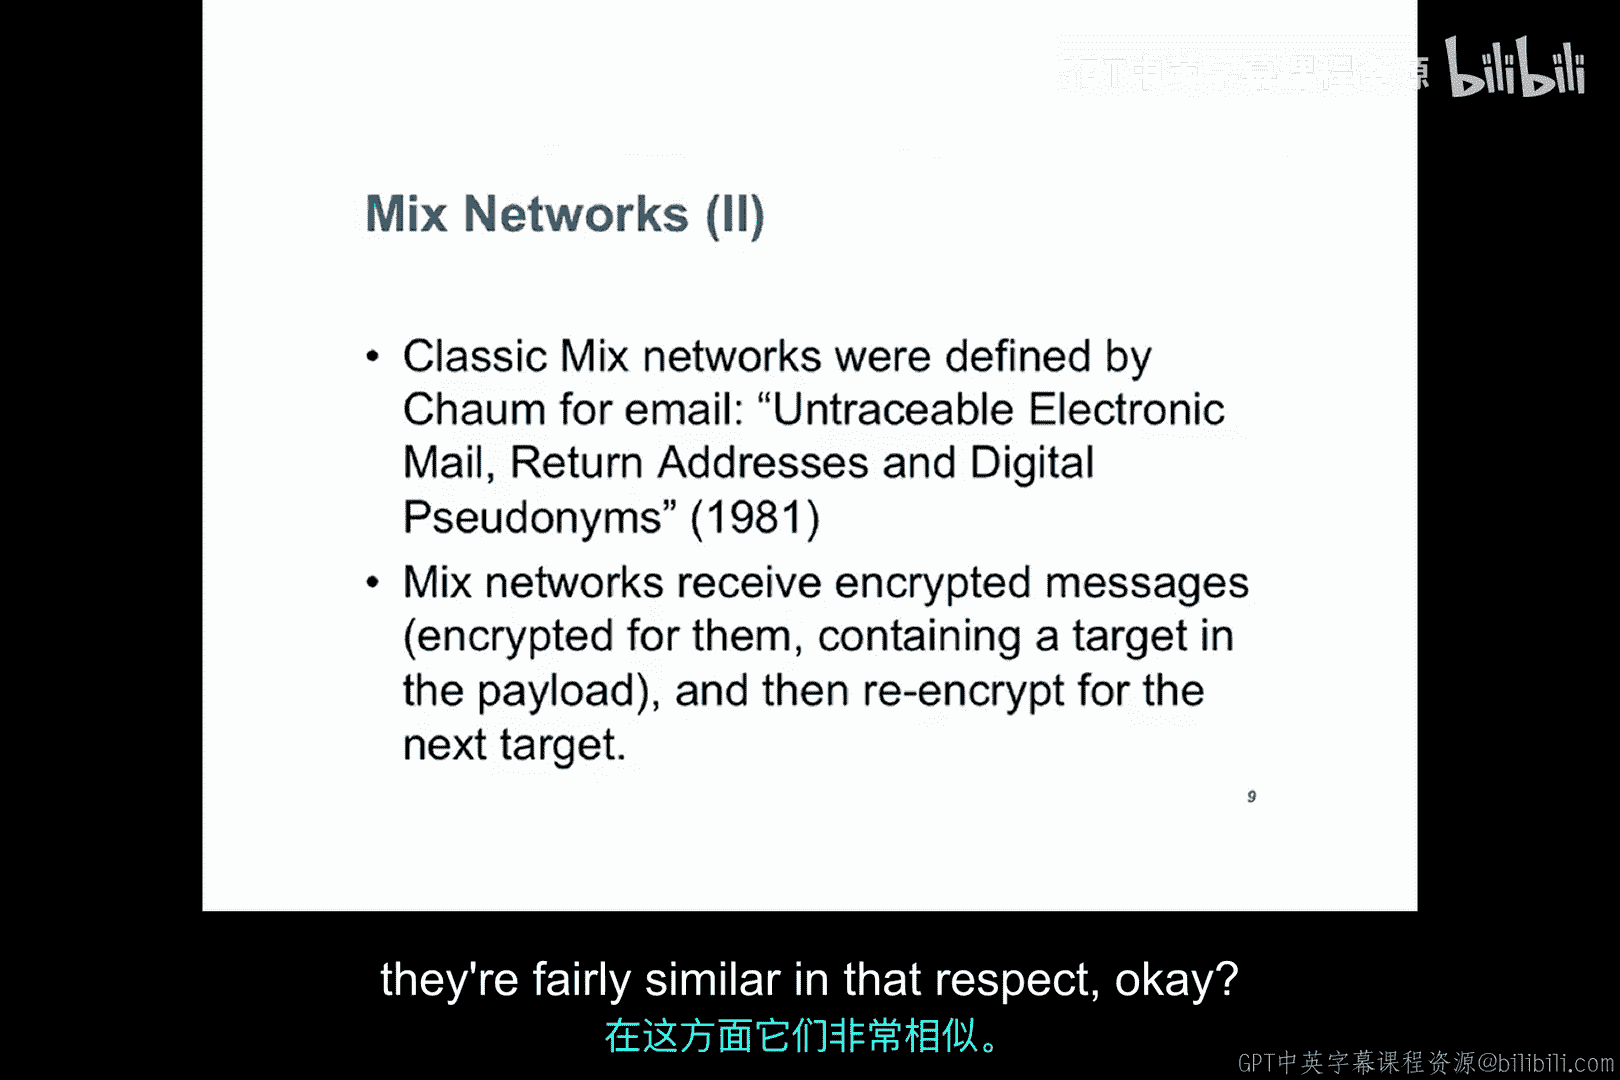 bilibili
Mix Networks (II)
• Classic Mix networks were defined by
Chaum for email: “Untraceable Electronic
Mail, Return Addresses and Digital
Pseudonyms” (1981)
• Mix networks receive encrypted messages
(encrypted for them, containing a target in
the payload), and then re-encrypt for the
next target.
9
they're fairly similar in that respect, okay?
在这方面它们非常相似。
GPT中英字幕课程资源@bilibili.com